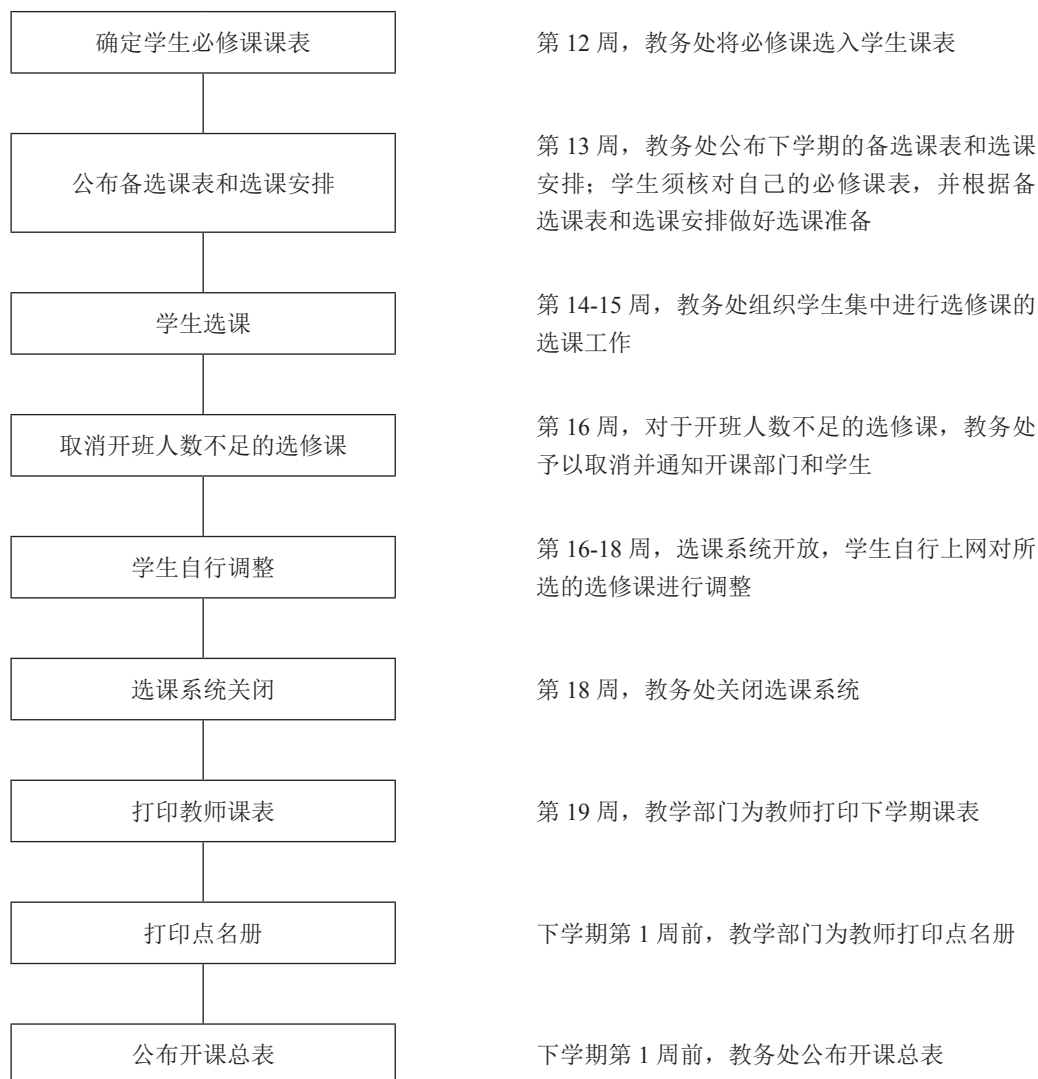 确定学生必修课课表
第 12 周，教务处将必修课选入学生课表
公布备选课表和选课安排
第 13 周，教务处公布下学期的备选课表和选课
安排；学生须核对自己的必修课表，并根据备
选课表和选课安排做好选课准备
学生选课
第 14-15 周，教务处组织学生集中进行选修课的
选课工作
取消开班人数不足的选修课
第 16 周，对于开班人数不足的选修课，教务处
予以取消并通知开课部门和学生
学生自行调整
第 16-18 周，选课系统开放，学生自行上网对所
选的选修课进行调整
选课系统关闭
第 18 周，教务处关闭选课系统
打印教师课表
第 19 周，教学部门为教师打印下学期课表
打印点名册
下学期第 1 周前，教学部门为教师打印点名册
公布开课总表
下学期第 1 周前，教务处公布开课总表